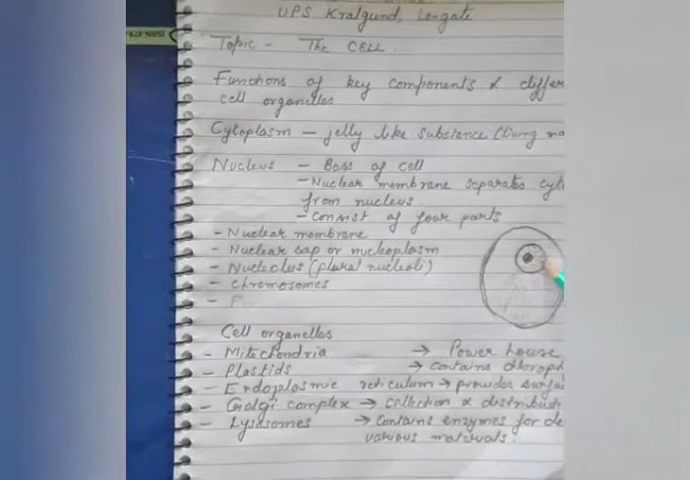 UPS Kralgund, Langate
Topic - The CELL.
Functions of key components & differ
cell organelles
Cytoplasm - jelly like substance (living ma
Nucleus - Boss of cell
- Nuclear membrane separates cyt
from nucleus.
- Consist of four parts
- Nuclear membrane
- Nuclear sap or nucleoplasm
- Nucleolus (plural nucleoli)
- Chromosomes
Cell organelles
- Mitochondria → Power house
- Plastids → contains chloroph
- Endoplasmic reticulum → provides surfa
- Golgi complex → collection & distributi
- Lysosomes → contains enzymes for de
various materials.